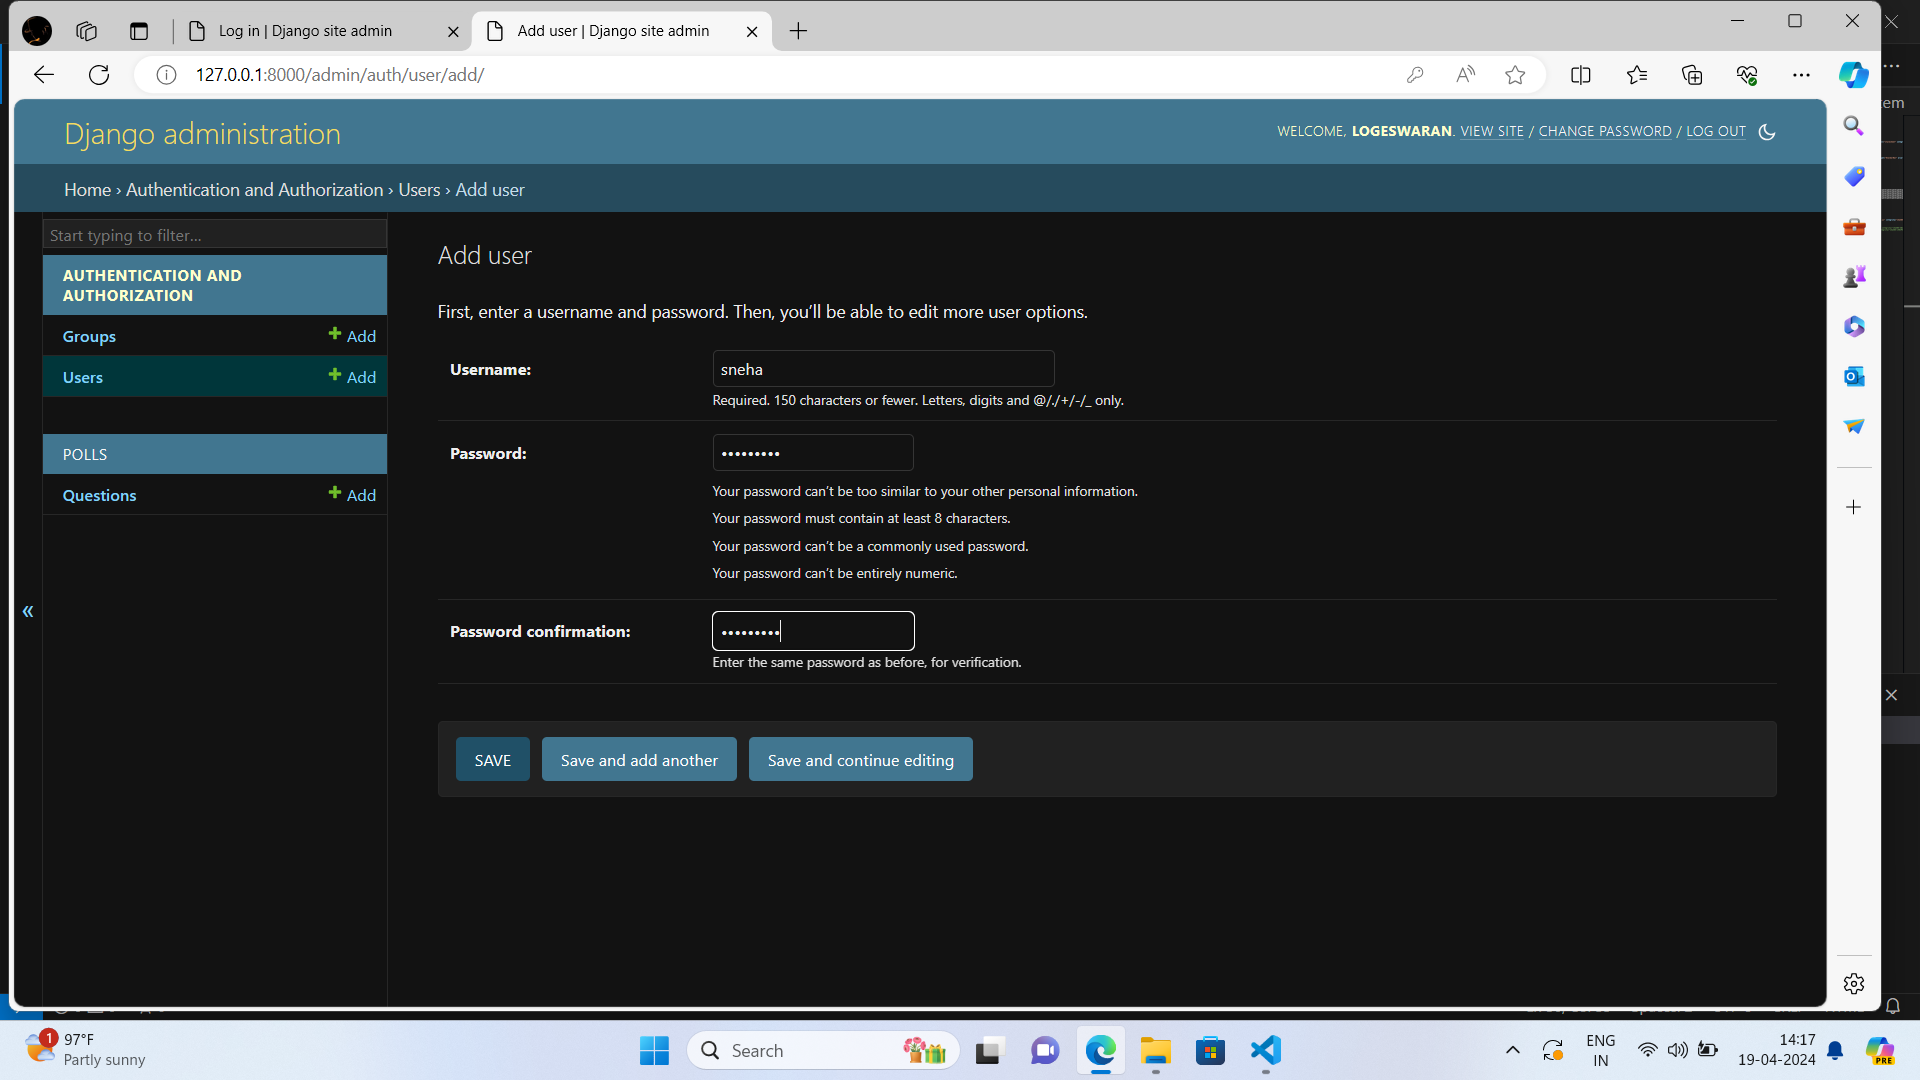 Log in | Django site admin
Add user | Django site admin
127.0.0.1:8000/admin/auth/user/add/
Django administration
WELCOME, LOGESWARAN. VIEW SITE / CHANGE PASSWORD / LOG OUT
Home › Authentication and Authorization › Users › Add user
Start typing to filter...
AUTHENTICATION AND
AUTHORIZATION
Groups
+ Add
Users
+ Add
POLLS
Questions
+ Add
«
Add user
First, enter a username and password. Then, you’ll be able to edit more user options.
Username:
sneha
Required. 150 characters or fewer. Letters, digits and @/./+/-/_ only.
Password:
•••••••••
Your password can’t be too similar to your other personal information.
Your password must contain at least 8 characters.
Your password can’t be a commonly used password.
Your password can’t be entirely numeric.
Password confirmation:
•••••••••
Enter the same password as before, for verification.
SAVE
Save and add another
Save and continue editing
1
97°F
Partly sunny
Search
ENG
IN
14:17
19-04-2024
PRE